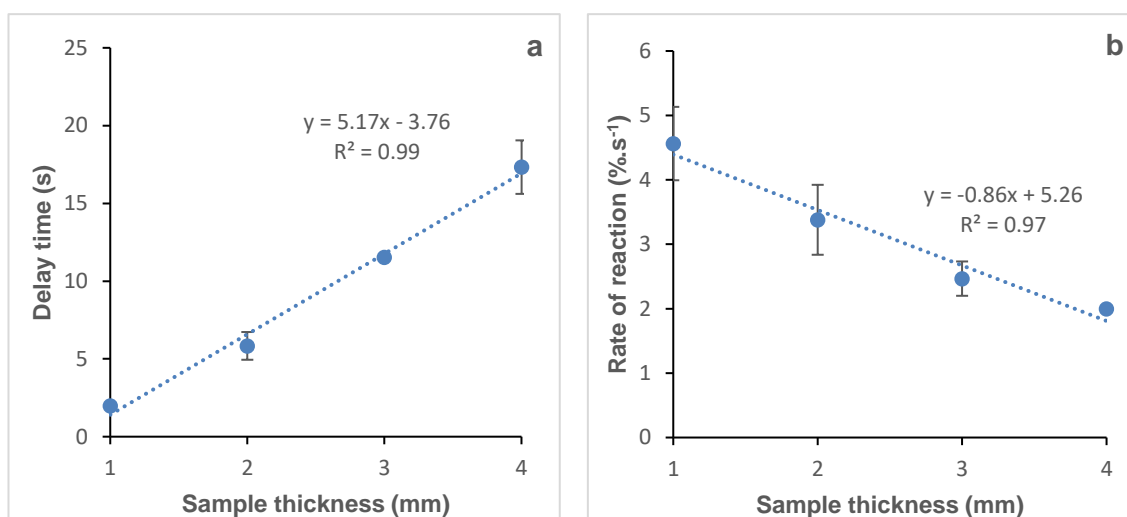 a
25
20
15
10
5
0
y = 5.17x - 3.76
R² = 0.99
Delay time (s)
1 2 3 4
Sample thickness (mm)
b
6
5
4
3
2
1
0
y = -0.86x + 5.26
R² = 0.97
Rate of reaction (%.s⁻¹)
1 2 3 4
Sample thickness (mm)